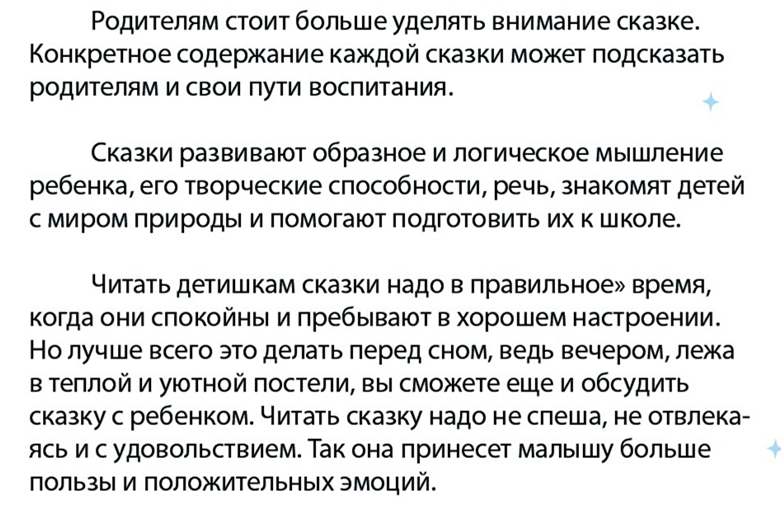 Родителям стоит больше уделять внимание сказке.
Конкретное содержание каждой сказки может подсказать
родителям и свои пути воспитания.
Сказки развивают образное и логическое мышление
ребенка, его творческие способности, речь, знакомят детей
с миром природы и помогают подготовить их к школе.
Читать детишкам сказки надо в правильное» время,
когда они спокойны и пребывают в хорошем настроении.
Но лучше всего это делать перед сном, ведь вечером, лежа
в теплой и уютной постели, вы сможете еще и обсудить
сказку с ребенком. Читать сказку надо не спеша, не отвлека-
ясь и с удовольствием. Так она принесет малышу больше
пользы и положительных эмоций.